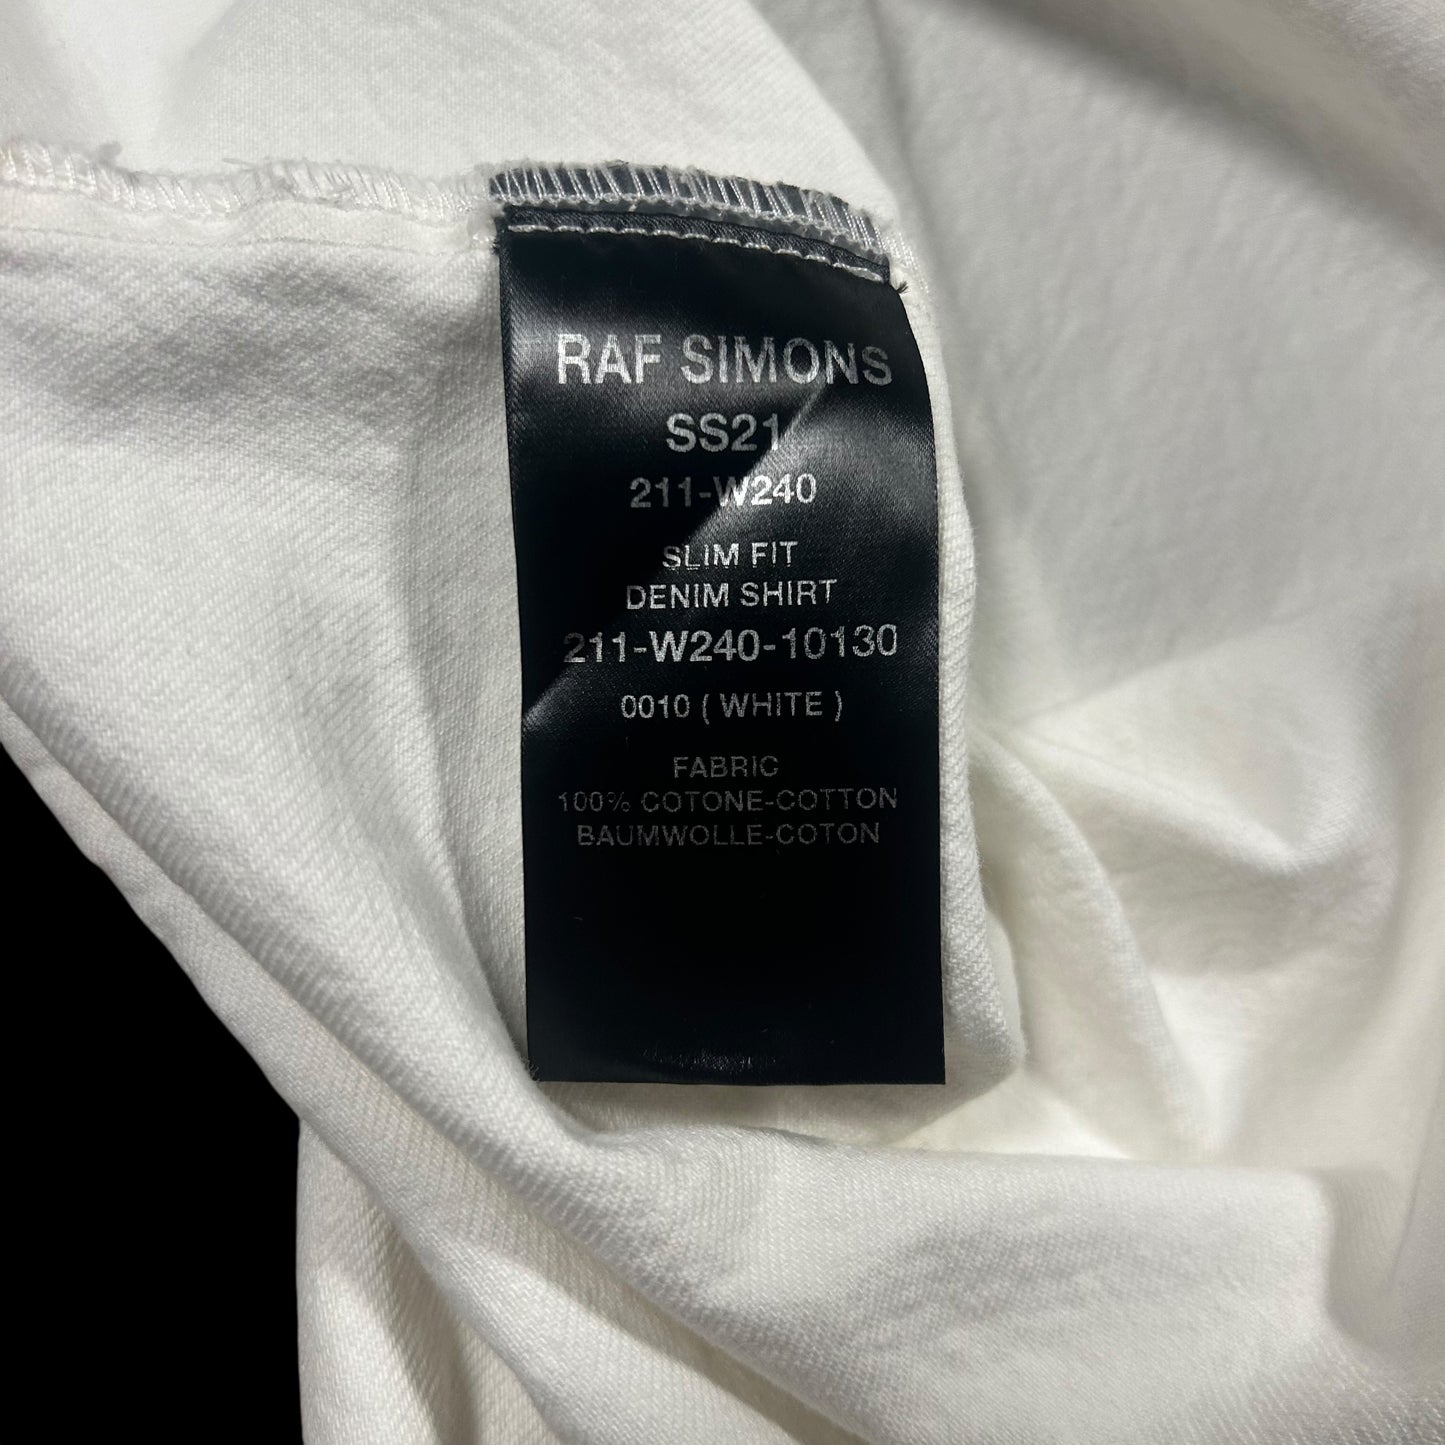 RAF SIMONS
SS21
211-W240
SLIM FIT
DENIM SHIRT
211-W240-10130
0010 ( WHITE )
FABRIC
100% COTONE-COTTON
BAUMWOLLE-COTON